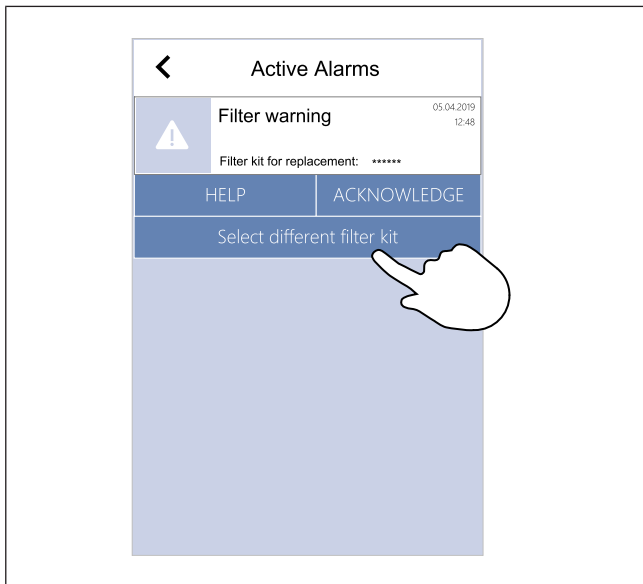 Active Alarms
Filter warning
05.04.2019
12:48
Filter kit for replacement: ******
HELP
ACKNOWLEDGE
Select different filter kit